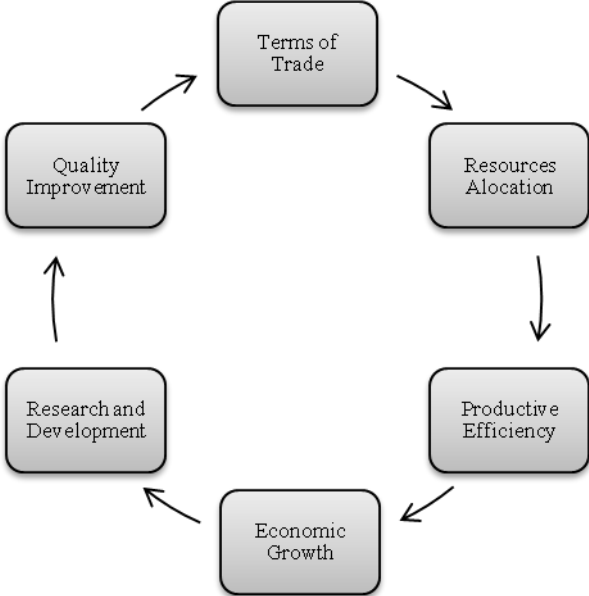 Terms of
Trade
Resources
Alocation
Productive
Efficiency
Economic
Growth
Research and
Development
Quality
Improvement